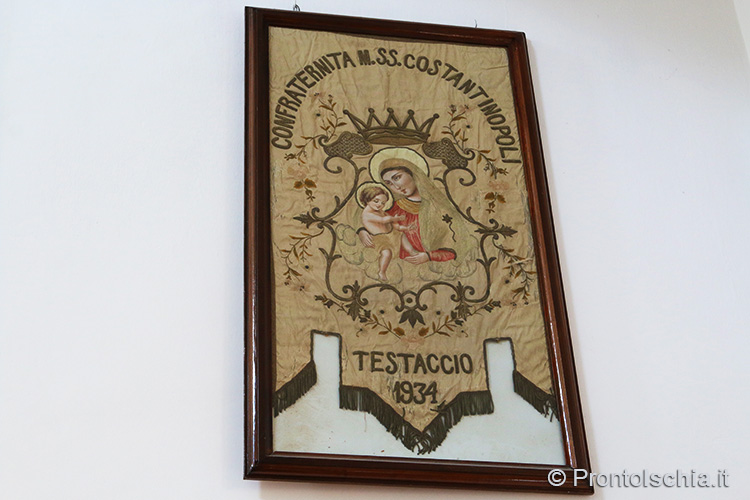 CONFRATERNITA M.SS.COSTANTINOPOLI
TESTACCIO
1934
© ProntoIschia.it